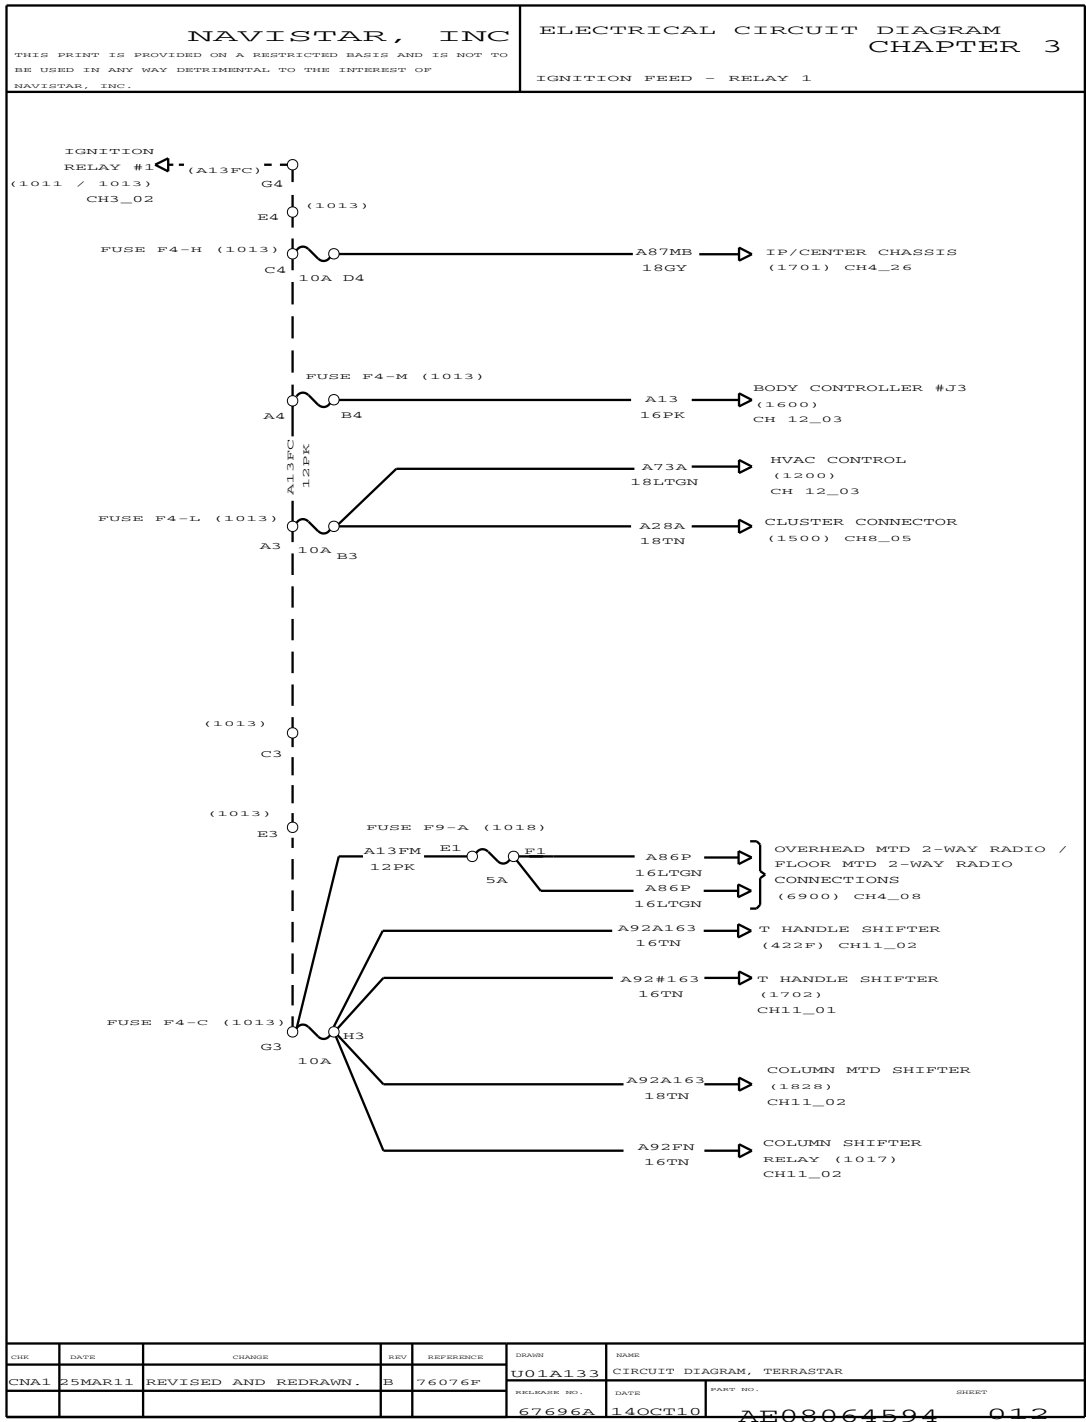 NAVISTAR, INC
THIS PRINT IS PROVIDED ON A RESTRICTED BASIS AND IS NOT TO
BE USED IN ANY WAY DETRIMENTAL TO THE INTEREST OF
NAVISTAR, INC.
ELECTRICAL CIRCUIT DIAGRAM
CHAPTER 3
IGNITION FEED - RELAY 1
IGNITION
RELAY #1
(1011 / 1013)
CH3_02
(A13FC)
G4
(1013)
E4
FUSE F4-H (1013)
C4
10A D4
A87MB
18GY
IP/CENTER CHASSIS
(1701) CH4_26
FUSE F4-M (1013)
A4
B4
A13
16PK
BODY CONTROLLER #J3
(1600)
CH 12_03
A13FC
12PK
A73A
18LTGN
HVAC CONTROL
(1200)
CH 12_03
FUSE F4-L (1013)
A3
10A
B3
A28A
18TN
CLUSTER CONNECTOR
(1500) CH8_05
(1013)
C3
(1013)
E3
FUSE F9-A (1018)
A13FM
12PK
E1
F1
5A
A86P
16LTGN
A86P
16LTGN
OVERHEAD MTD 2-WAY RADIO /
FLOOR MTD 2-WAY RADIO
CONNECTIONS
(6900) CH4_08
A92A163
16TN
T HANDLE SHIFTER
(422F) CH11_02
A92#163
16TN
T HANDLE SHIFTER
(1702)
CH11_01
FUSE F4-C (1013)
G3
H3
10A
A92A163
18TN
COLUMN MTD SHIFTER
(1828)
CH11_02
A92FN
16TN
COLUMN SHIFTER
RELAY (1017)
CH11_02
CHK DATE CHANGE REV REFERENCE
CNA1 25MAR11 REVISED AND REDRAWN. B 76076F
DRAWN
U01A133
NAME
CIRCUIT DIAGRAM, TERRASTAR
RELEASE NO.
67696A
DATE
14OCT10
PART NO.
AE08064594
SHEET
012